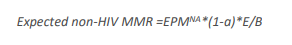 Expected non-HIV MMR =EPMᴺᴬ*(1-a)*E/B